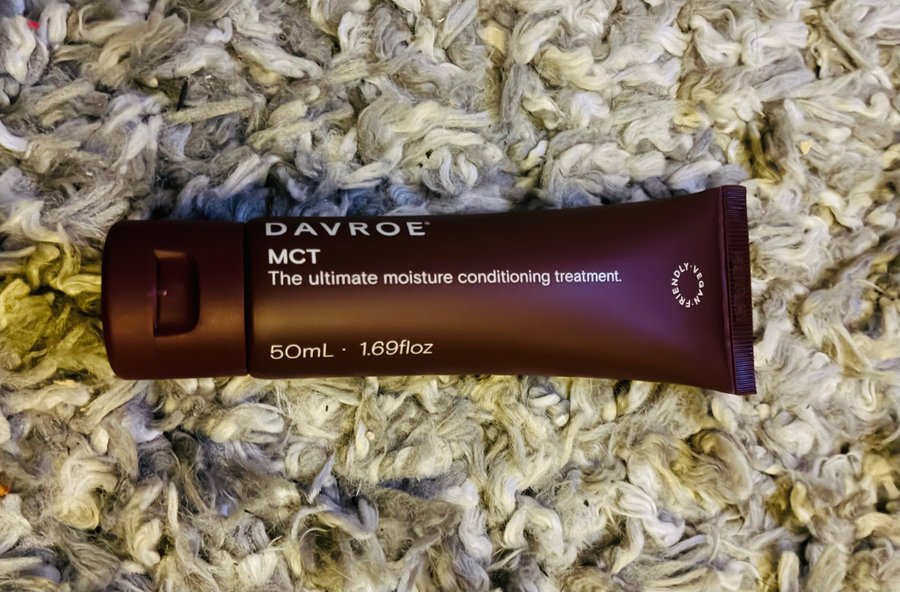 DAVROE®
MCT
The ultimate moisture conditioning treatment.
50mL · 1.69floz
FRIENDLY·VEGAN·